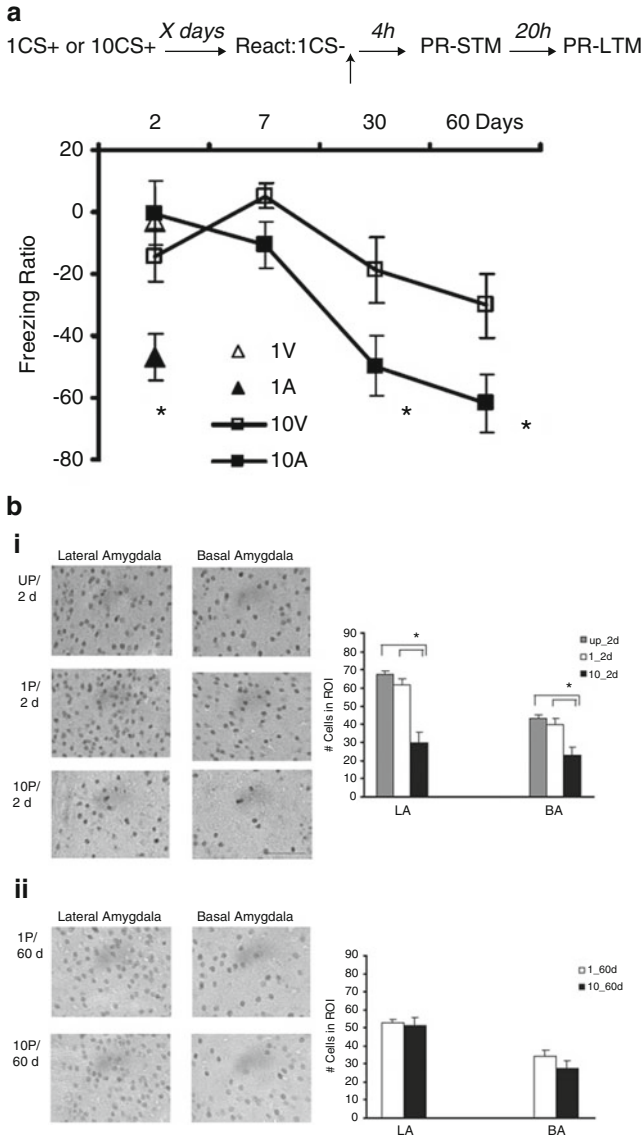 a
1CS+ or 10CS+ X days React:1CS- 4h PR-STM 20h PR-LTM
2 7 30 60 Days
20
0
-20
-40
-60
-80
Freezing Ratio
1V
1A
10V
10A
* * *
b
i
Lateral Amygdala Basal Amygdala
UP/
2 d
1P/
2 d
10P/
2 d
# Cells in ROI
90
80
70
60
50
40
30
20
10
0
*
*
up_2d
1_2d
10_2d
LA BA
ii
Lateral Amygdala Basal Amygdala
1P/
60 d
10P/
60 d
# Cells in ROI
90
80
70
60
50
40
30
20
10
0
1_60d
10_60d
LA BA